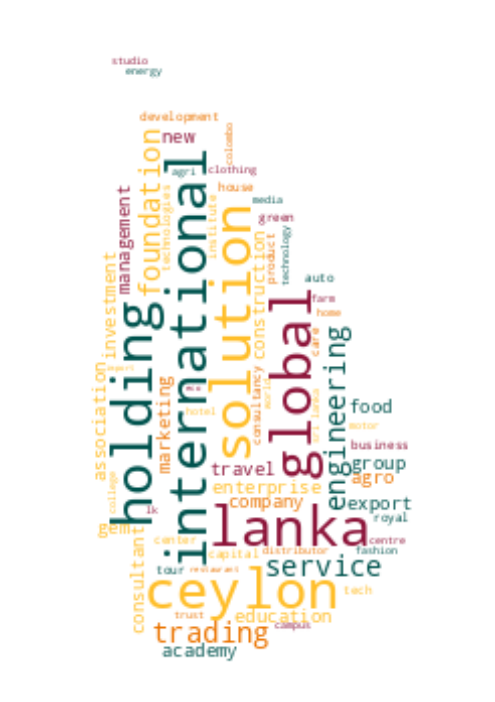 studio
energy
development
new
colombo
agri
clothing
foundation
international
technologies
management
house
institute
media
solution
green
construction
product
technology
investment
auto
holding
global
farm
home
care
engineering
association
marketing
eco
consultancy
world
hotel
sri lanka
food
motor
business
travel
group
agro
college
enterprise
company
export
lk
lanka
royal
gem
consultant
center
centre
capital
distributor
fashion
service
tour
restaurant
ceylon
tech
trust
education
campus
trading
academy